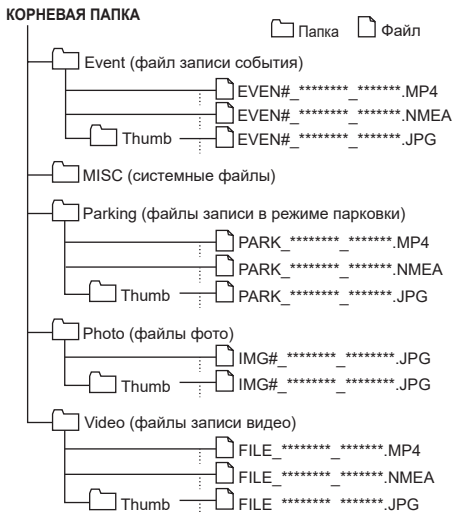 КОРНЕВАЯ ПАПКА
Папка Файл
Event (файл записи события)
EVEN#_********_*******.MP4
EVEN#_********_*******.NMEA
Thumb EVEN#_********_*******.JPG
MISC (системные файлы)
Parking (файлы записи в режиме парковки)
PARK_********_*******.MP4
PARK_********_*******.NMEA
Thumb PARK_********_*******.JPG
Photo (файлы фото)
IMG#_********_********.JPG
Thumb IMG#_********_********.JPG
Video (файлы записи видео)
FILE_********_*******.MP4
FILE_********_*******.NMEA
Thumb FILE_********_*******.JPG